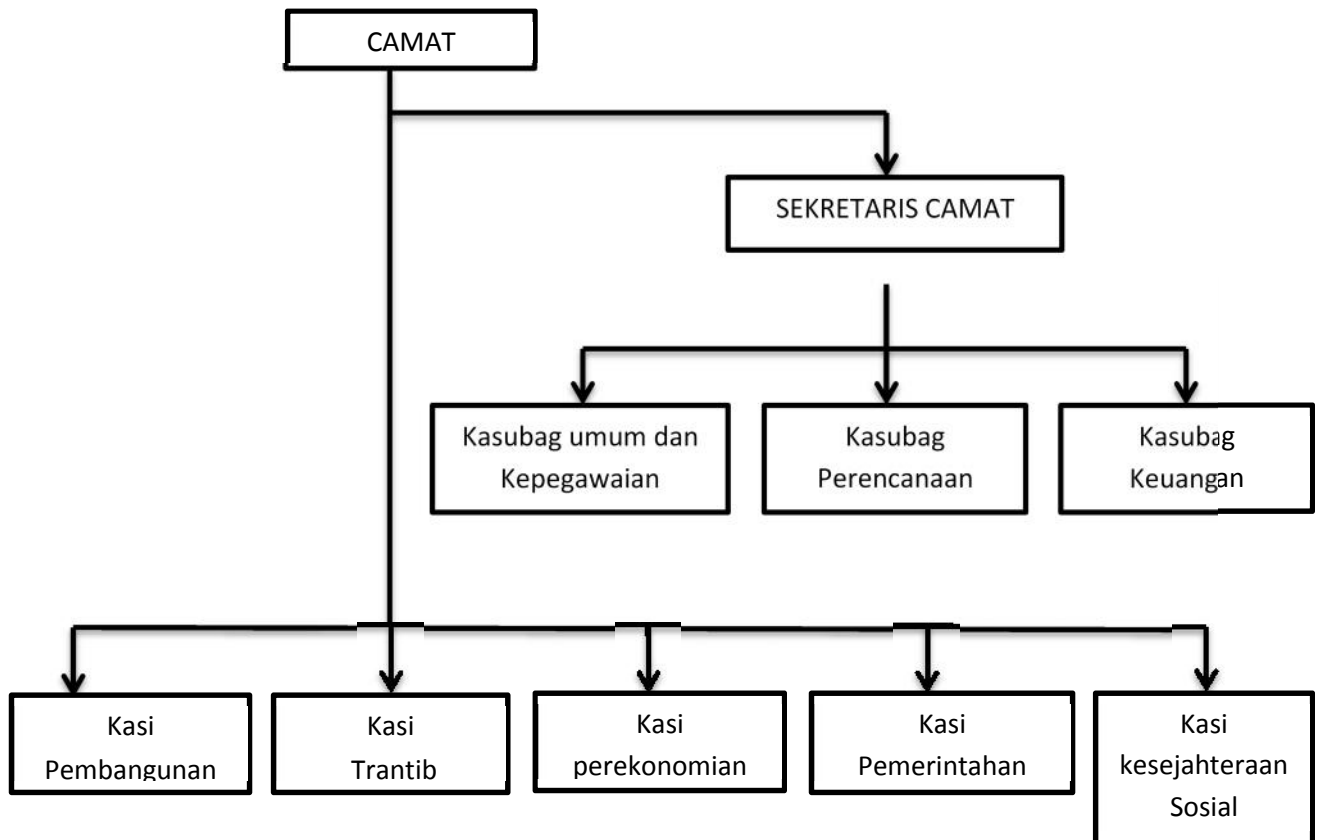 CAMAT
SEKRETARIS CAMAT
Kasubag umum dan
Kepegawaian
Kasubag
Perencanaan
Kasubag
Keuangan
Kasi
Pembangunan
Kasi
Trantib
Kasi
perekonomian
Kasi
Pemerintahan
Kasi
kesejahteraan
Sosial